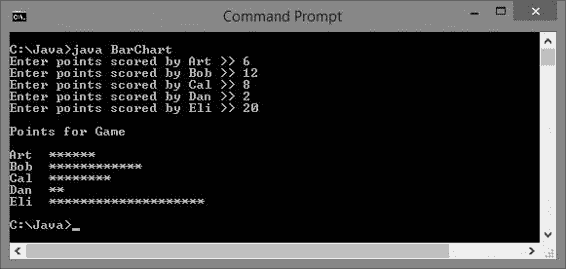 Command Prompt
C:\Java>java BarChart
Enter points scored by Art >> 6
Enter points scored by Bob >> 12
Enter points scored by Cal >> 8
Enter points scored by Dan >> 2
Enter points scored by Eli >> 20
Points for Game
Art ******
Bob ************
Cal ********
Dan **
Eli ********************
C:\Java>_